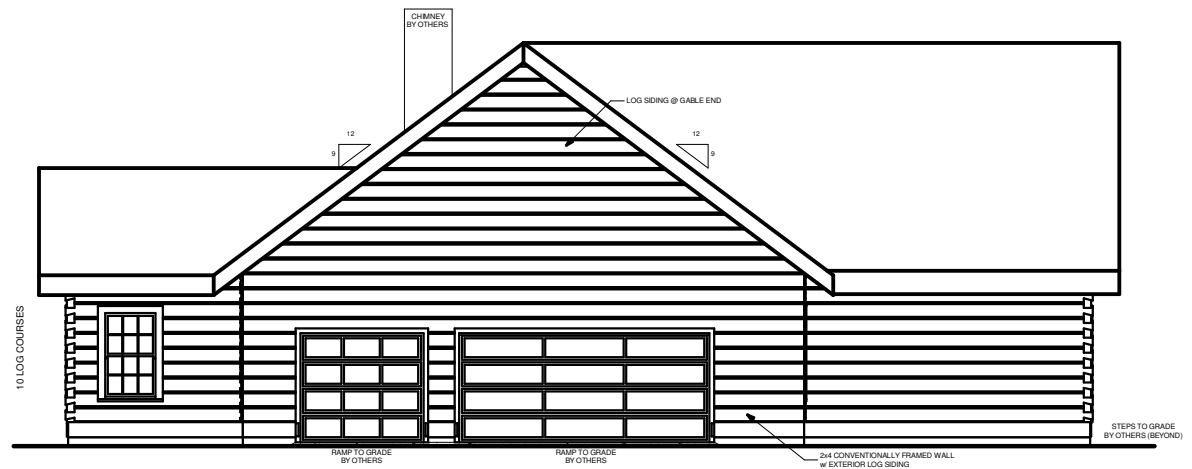 CHIMNEY
BY OTHERS
LOG SIDING @ GABLE END
12
9
12
9
10 LOG COURSES
STEPS TO GRADE
BY OTHERS (BEYOND)
RAMP TO GRADE
BY OTHERS
RAMP TO GRADE
BY OTHERS
2x4 CONVENTIONALLY FRAMED WALL
w/ EXTERIOR LOG SIDING